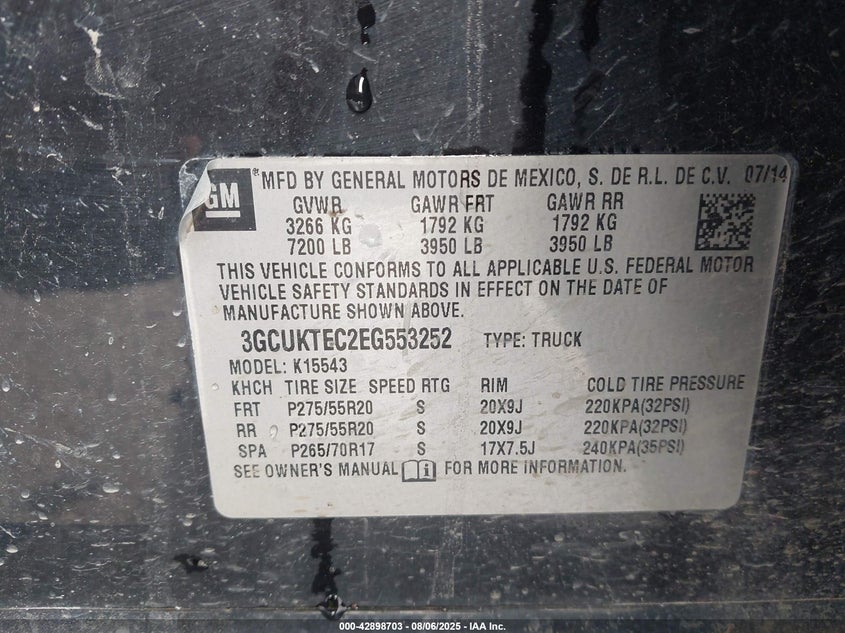 GM
® MFD BY GENERAL MOTORS DE MEXICO, S. DE R.L. DE C.V. 07/14
GVWR GAWR FRT GAWR RR
3266 KG 1792 KG 1792 KG
7200 LB 3950 LB 3950 LB
THIS VEHICLE CONFORMS TO ALL APPLICABLE U.S. FEDERAL MOTOR
VEHICLE SAFETY STANDARDS IN EFFECT ON THE DATE OF
MANUFACTURE SHOWN ABOVE.
3GCUKTEC2EG553252 TYPE: TRUCK
MODEL: K15543
KHCH TIRE SIZE SPEED RTG RIM COLD TIRE PRESSURE
FRT P275/55R20 S 20X9J 220KPA(32PSI)
RR P275/55R20 S 20X9J 220KPA(32PSI)
SPA P265/70R17 S 17X7.5J 240KPA(35PSI)
SEE OWNER'S MANUAL FOR MORE INFORMATION.
000-42898703 - 08/06/2025 - IAA Inc.